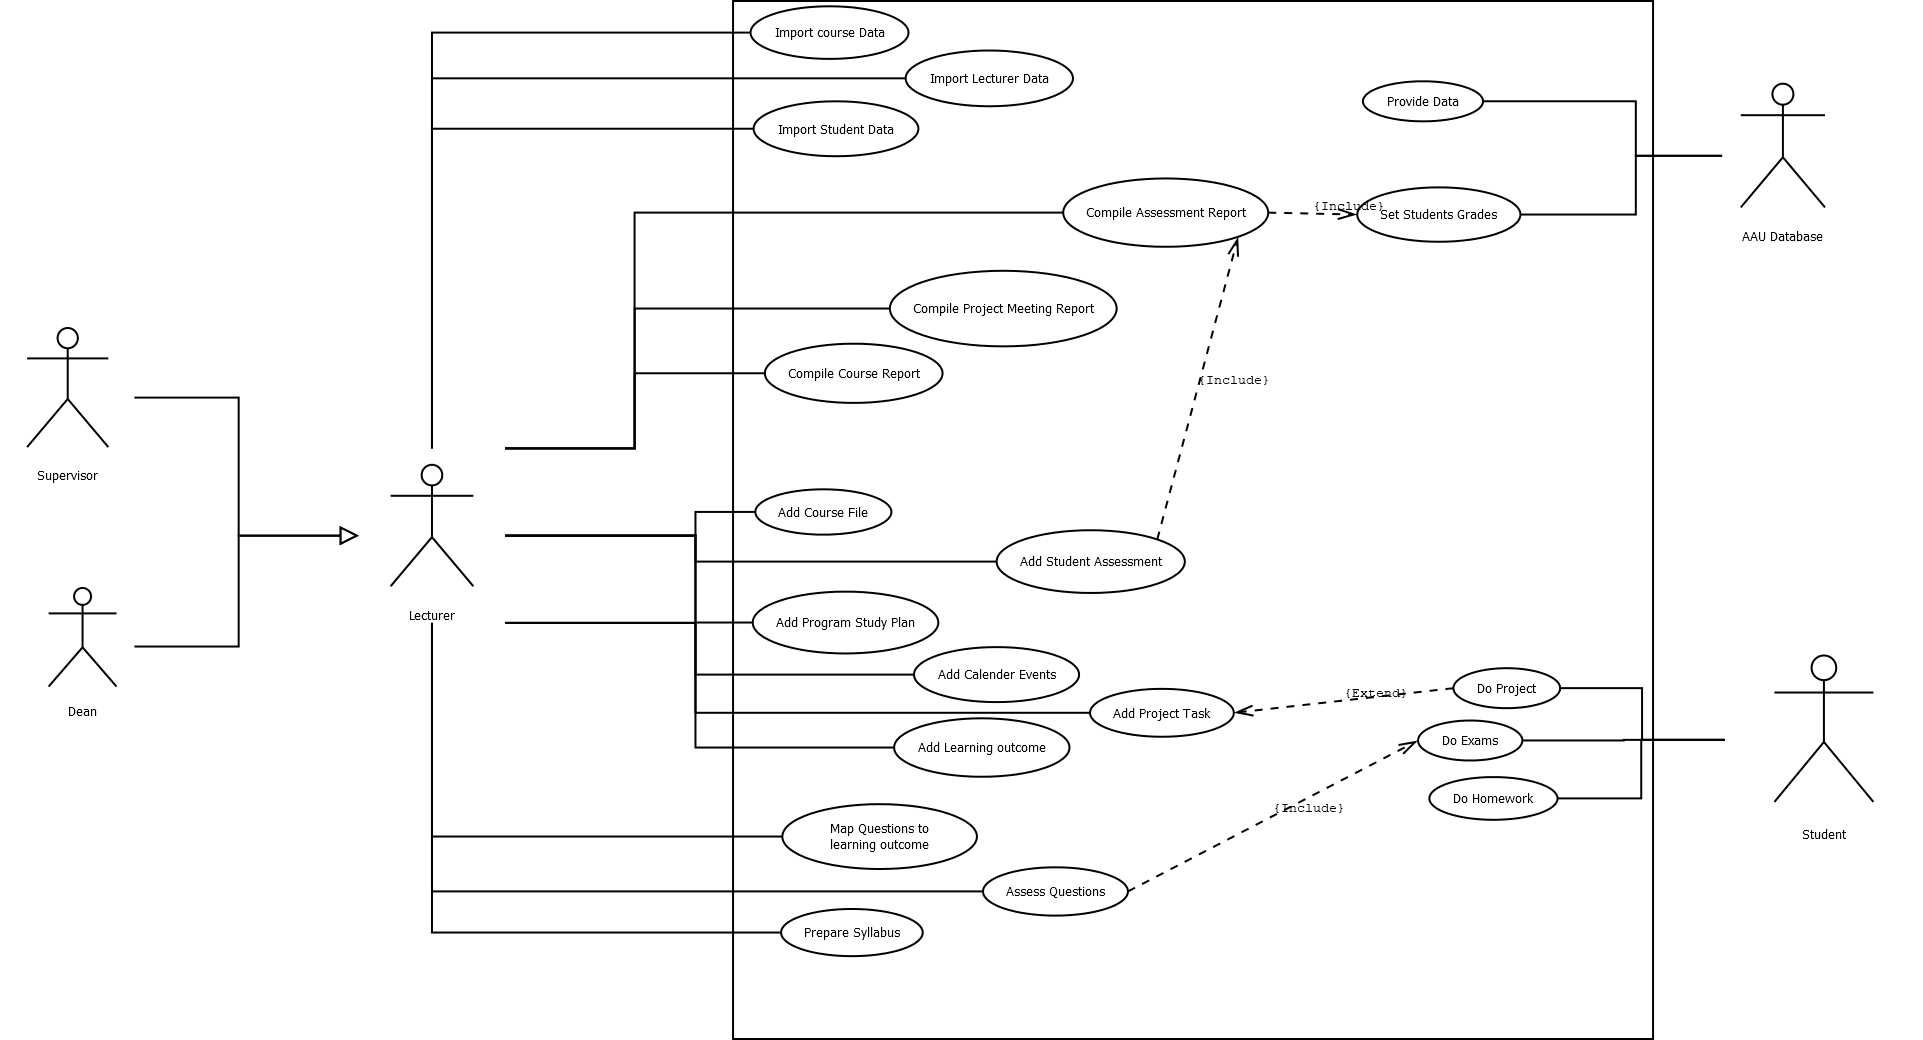 Import course Data
Import Lecturer Data
Provide Data
Import Student Data
{Include}
Compile Assessment Report
Set Students Grades
AAU Database
Compile Project Meeting Report
Compile Course Report
{Include}
Supervisor
Add Course File
Add Student Assessment
Lecturer
Add Program Study Plan
Add Calender Events
{Extend}
Do Project
Dean
Add Project Task
Do Exams
Add Learning outcome
Do Homework
{Include}
Map Questions to
learning outcome
Student
Assess Questions
Prepare Syllabus